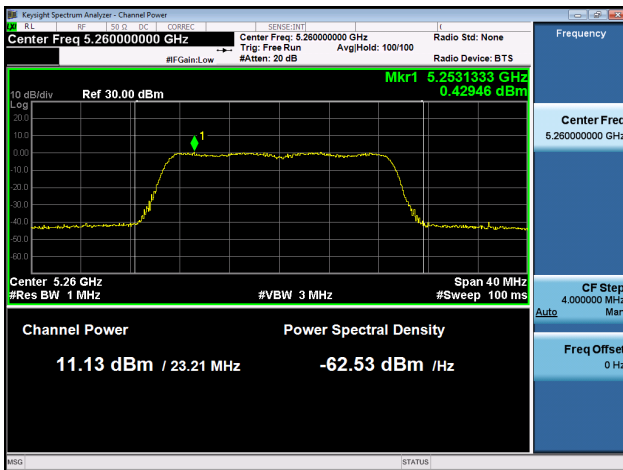 Keysight Spectrum Analyzer - Channel Power
RL RF 50 Ω DC CORREC SENSE:INT
Center Freq 5.260000000 GHz
Center Freq: 5.260000000 GHz
Radio Std: None
Trig: Free Run Avg|Hold: 100/100
#IFGain:Low
#Atten: 20 dB
Radio Device: BTS
Mkr1 5.2531333 GHz
10 dB/div Ref 30.00 dBm
0.42946 dBm
Log
20.0
10.0
1
0.00
-10.0
-20.0
-30.0
-40.0
-50.0
-60.0
Center 5.26 GHz
Span 40 MHz
#Res BW 1 MHz
#VBW 3 MHz
#Sweep 100 ms
Channel Power
Power Spectral Density
11.13 dBm / 23.21 MHz
-62.53 dBm /Hz
Frequency
Center Freq
5.260000000 GHz
CF Step
4.000000 MHz
Auto Man
Freq Offset
0 Hz
MSG
STATUS